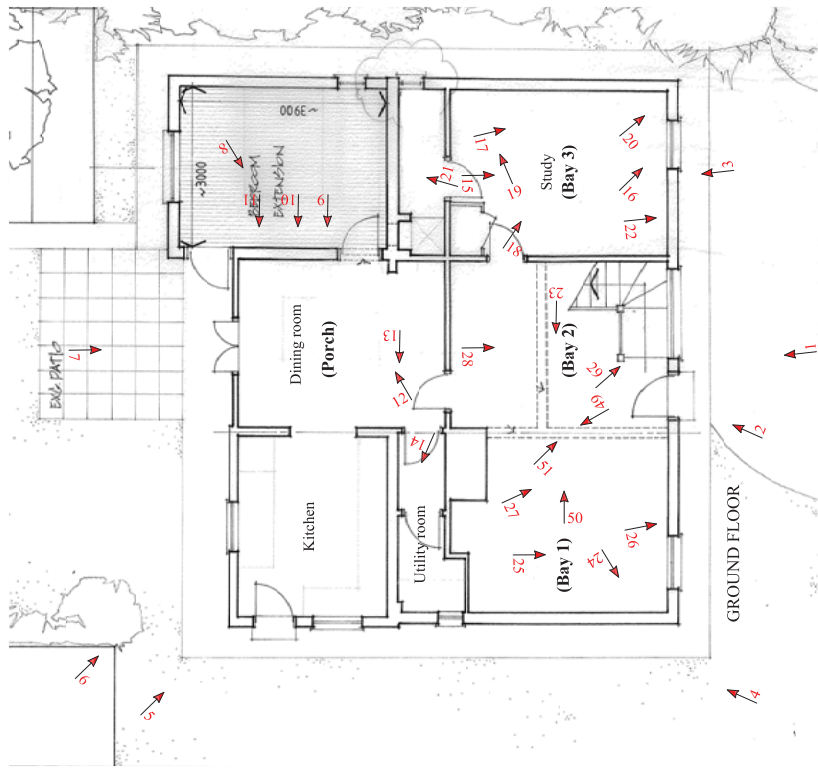 ~3900
~3000
BEDROOM
EXTENSION
8
11
10
9
17
20
21
15
19
16
3
Study
(Bay 3)
18
22
EXG PATIO
7
Dining room
(Porch)
13
12
23
28
(Bay 2)
29
49
1
2
14
51
27
50
Kitchen
Utility room
25
(Bay 1)
24
26
GROUND FLOOR
6
5
4